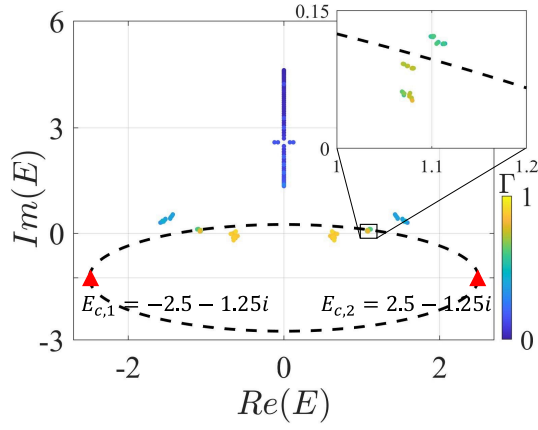 6
3
0
-3
Im(E)
-2
0
2
Re(E)
0.15
0
1
1.1
1.2
Γ
1
0
E_{c,1} = −2.5 − 1.25i
E_{c,2} = 2.5 − 1.25i